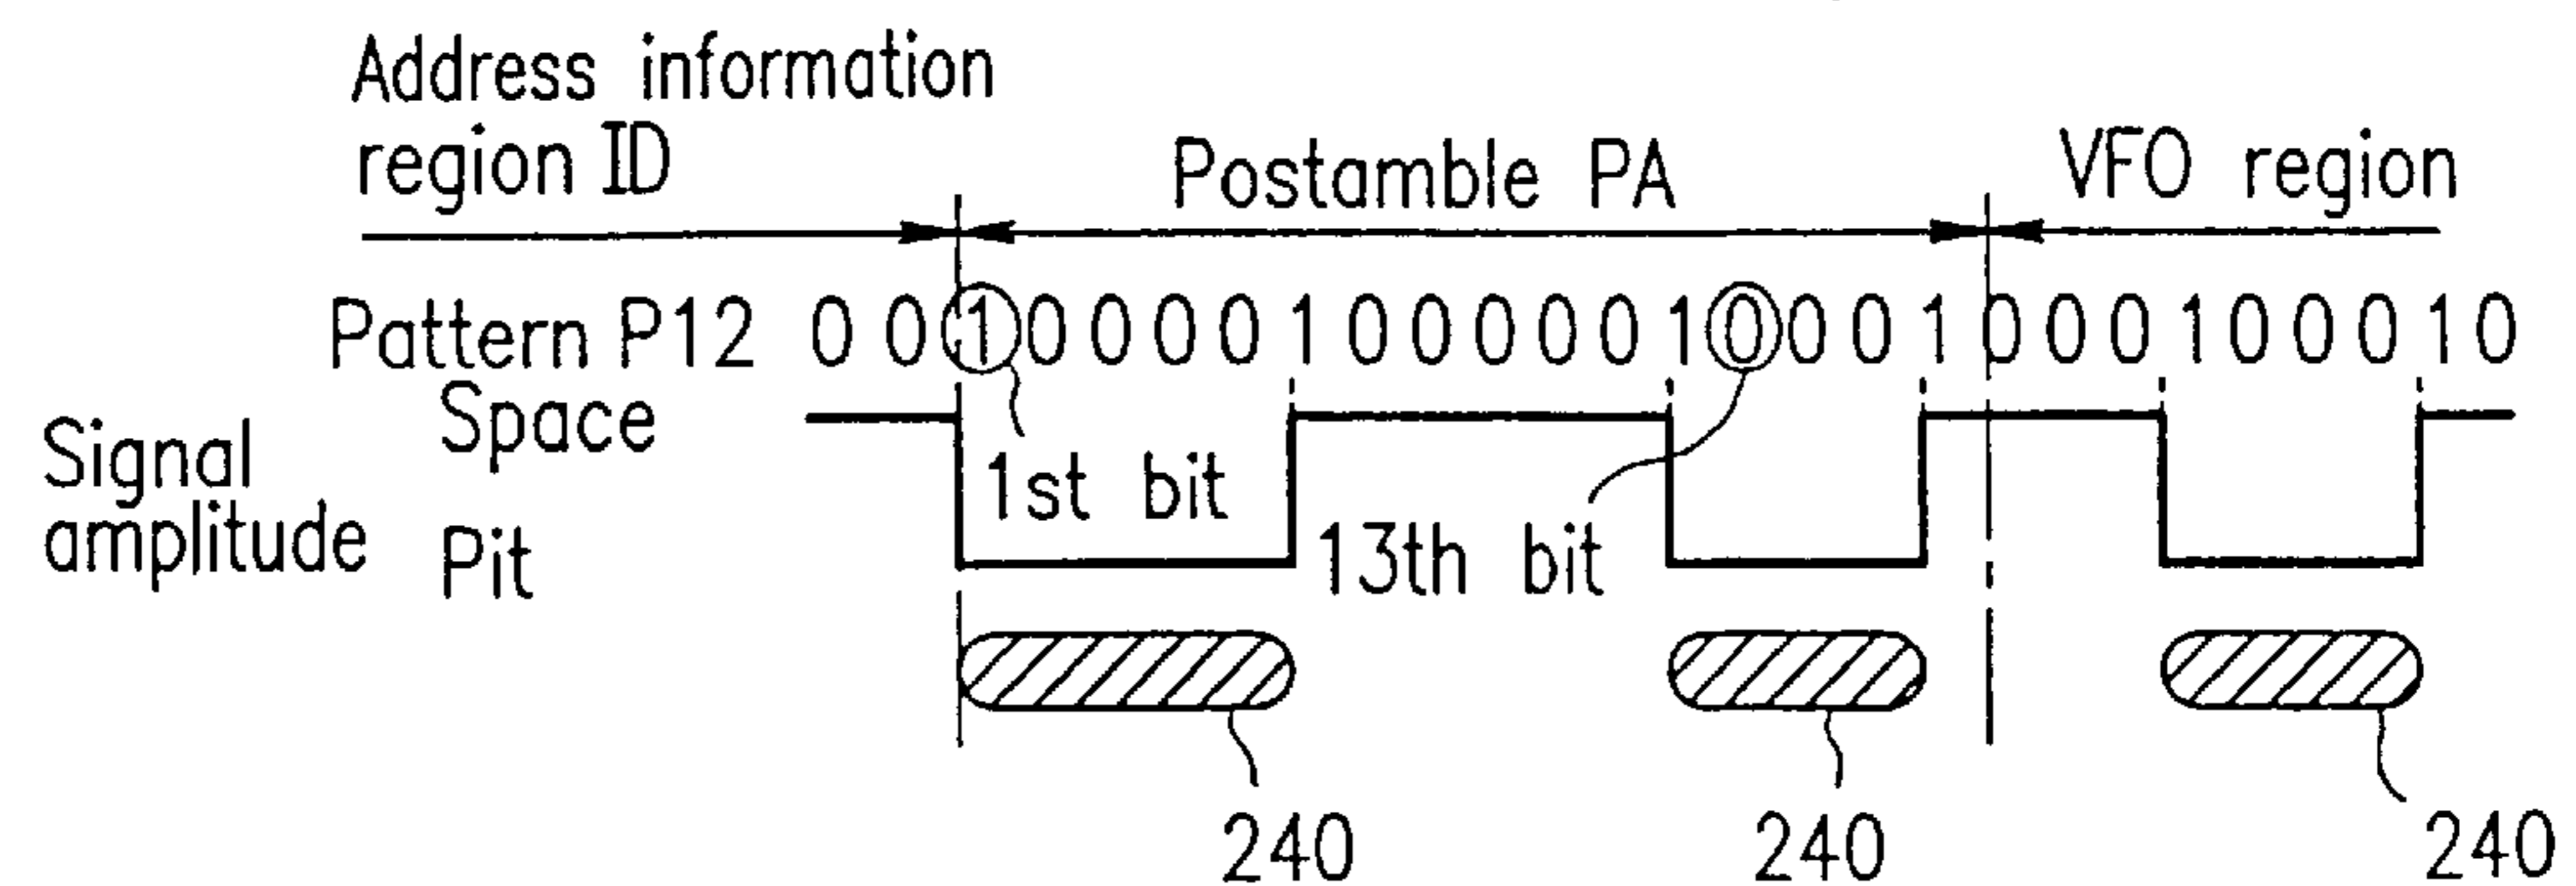 Address information
region ID
Postamble PA
VFO region
Pattern P12 0 0 1 0 0 0 0 1 0 0 0 0 0 1 0 0 0 1 0 0 0 1 0 0 0 1 0
Signal
amplitude
Space
Pit
1st bit
13th bit
240
240
240